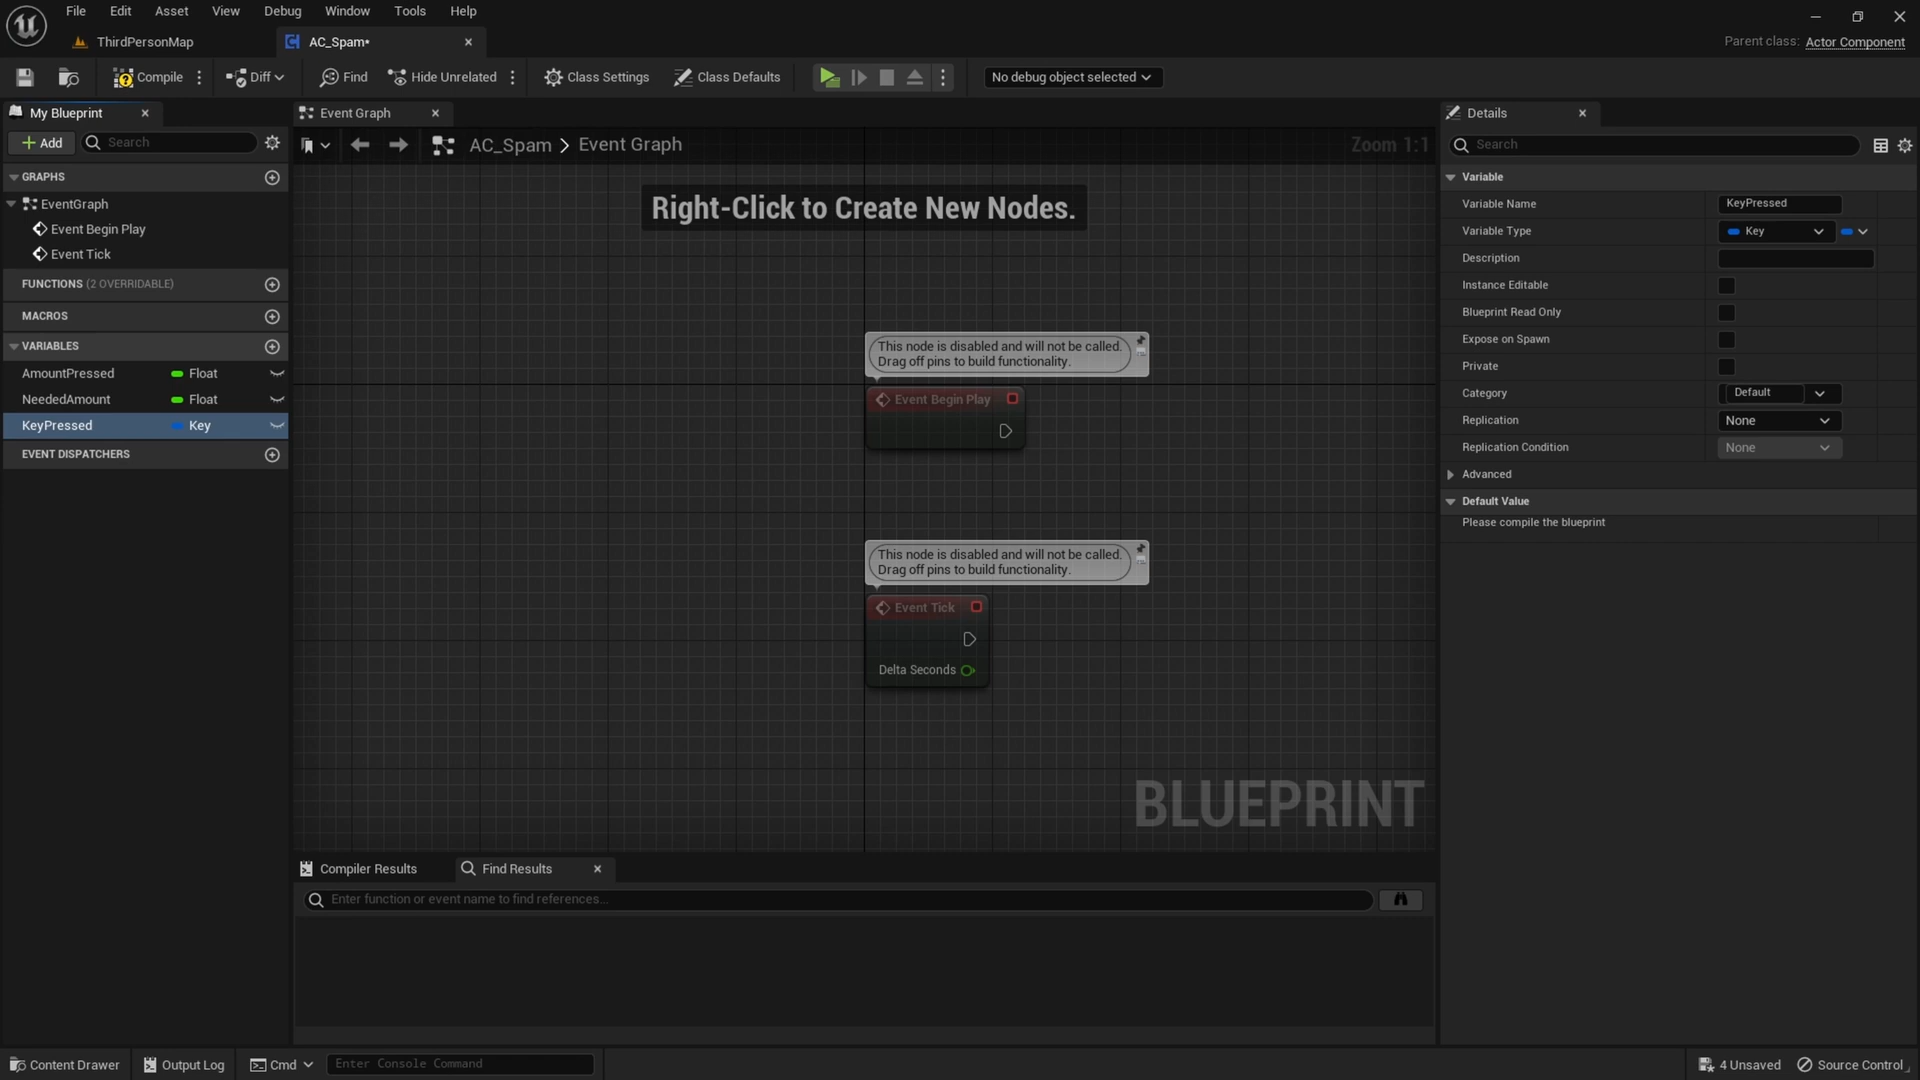 File Edit Asset View Debug Window Tools Help
ThirdPersonMap
AC_Spam*
Parent class: Actor Component
Compile
Diff
Find
Hide Unrelated
Class Settings
Class Defaults
No debug object selected
My Blueprint
Add
Search
GRAPHS
EventGraph
Event Begin Play
Event Tick
FUNCTIONS (2 OVERRIDABLE)
MACROS
VARIABLES
AmountPressed Float
NeededAmount Float
KeyPressed Key
EVENT DISPATCHERS
Event Graph
AC_Spam > Event Graph
Zoom 1:1
Right-Click to Create New Nodes.
This node is disabled and will not be called.
Drag off pins to build functionality.
Event Begin Play
This node is disabled and will not be called.
Drag off pins to build functionality.
Event Tick
Delta Seconds
BLUEPRINT
Compiler Results
Find Results
Enter function or event name to find references...
Details
Search
Variable
Variable Name KeyPressed
Variable Type Key
Description
Instance Editable
Blueprint Read Only
Expose on Spawn
Private
Category Default
Replication None
Replication Condition None
Advanced
Default Value
Please compile the blueprint
Content Drawer
Output Log
Cmd
Enter Console Command
4 Unsaved
Source Control